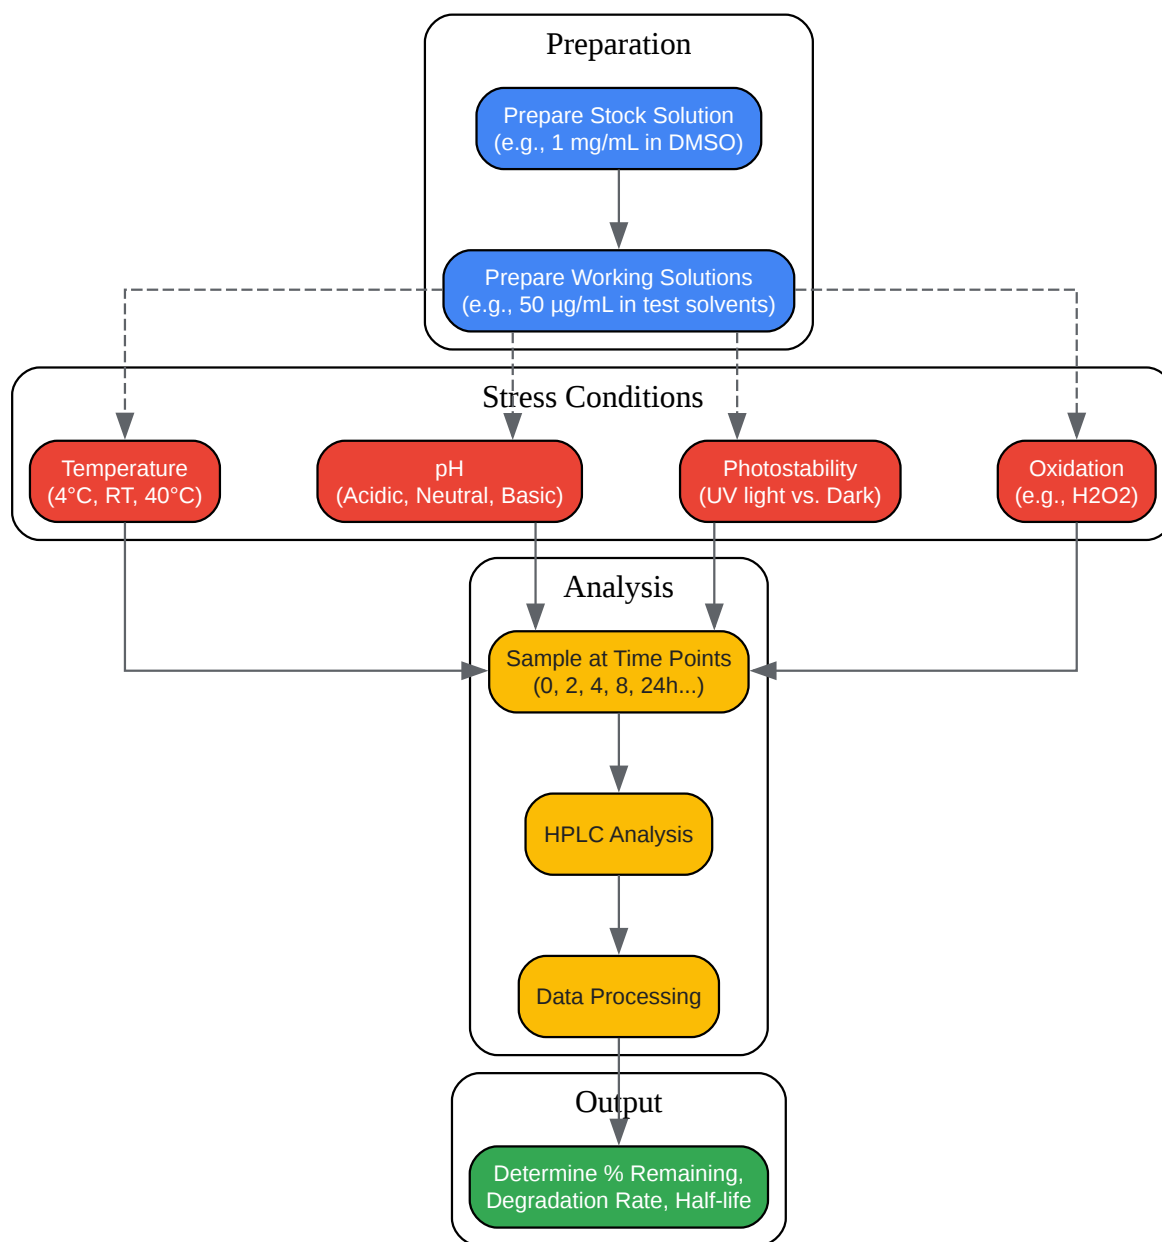 Preparation
Prepare Stock Solution
(e.g., 1 mg/mL in DMSO)
Prepare Working Solutions
(e.g., 50 µg/mL in test solvents)
Stress Conditions
Temperature
(4°C, RT, 40°C)
pH
(Acidic, Neutral, Basic)
Photostability
(UV light vs. Dark)
Oxidation
(e.g., H2O2)
Analysis
Sample at Time Points
(0, 2, 4, 8, 24h...)
HPLC Analysis
Data Processing
Output
Determine % Remaining,
Degradation Rate, Half-life